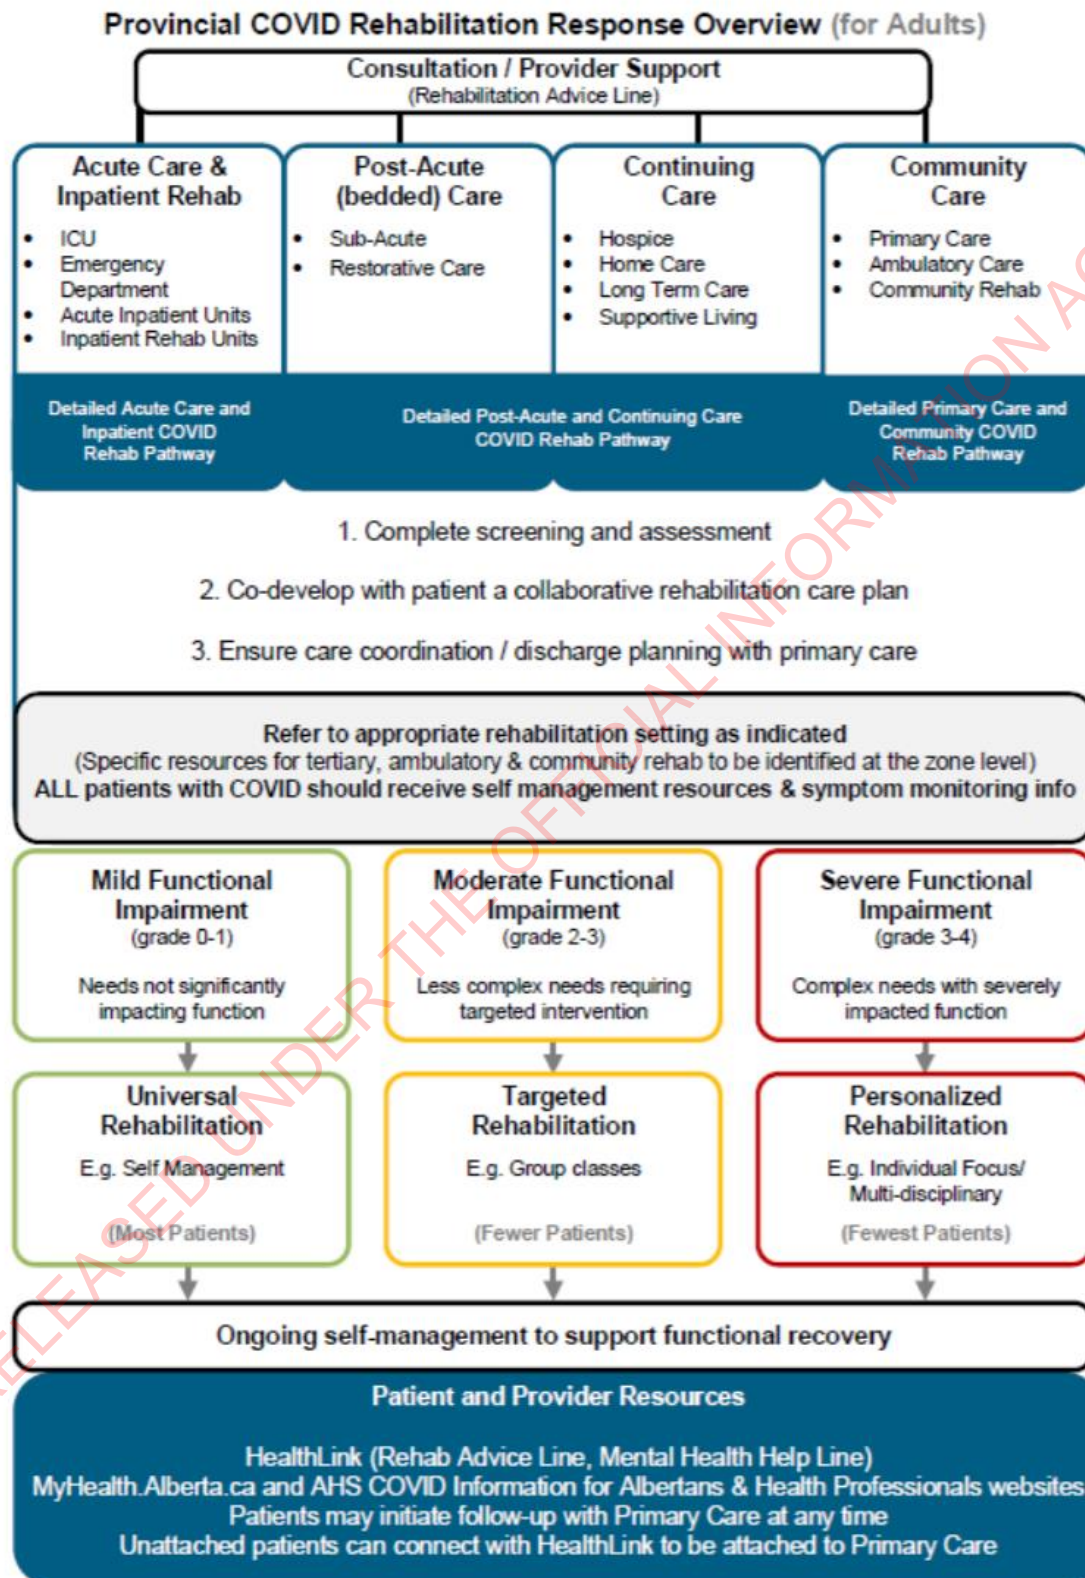 Provincial COVID Rehabilitation Response Overview (for Adults)
Consultation / Provider Support
(Rehabilitation Advice Line)
Acute Care &
Inpatient Rehab
• ICU
• Emergency
Department
• Acute Inpatient Units
• Inpatient Rehab Units
Post-Acute
(bedded) Care
• Sub-Acute
• Restorative Care
Continuing
Care
• Hospice
• Home Care
• Long Term Care
• Supportive Living
Community
Care
• Primary Care
• Ambulatory Care
• Community Rehab
Detailed Acute Care and
Inpatient COVID
Rehab Pathway
Detailed Post-Acute and Continuing Care
COVID Rehab Pathway
Detailed Primary Care and
Community COVID
Rehab Pathway
1. Complete screening and assessment
2. Co-develop with patient a collaborative rehabilitation care plan
3. Ensure care coordination / discharge planning with primary care
Refer to appropriate rehabilitation setting as indicated
(Specific resources for tertiary, ambulatory & community rehab to be identified at the zone level)
ALL patients with COVID should receive self management resources & symptom monitoring info
Mild Functional
Impairment
(grade 0-1)
Needs not significantly
impacting function
Moderate Functional
Impairment
(grade 2-3)
Less complex needs requiring
targeted intervention
Severe Functional
Impairment
(grade 3-4)
Complex needs with severely
impacted function
Universal
Rehabilitation
E.g. Self Management
(Most Patients)
Targeted
Rehabilitation
E.g. Group classes
(Fewer Patients)
Personalized
Rehabilitation
E.g. Individual Focus/
Multi-disciplinary
(Fewest Patients)
Ongoing self-management to support functional recovery
Patient and Provider Resources
HealthLink (Rehab Advice Line, Mental Health Help Line)
MyHealth.Alberta.ca and AHS COVID Information for Albertans & Health Professionals websites
Patients may initiate follow-up with Primary Care at any time
Unattached patients can connect with HealthLink to be attached to Primary Care
RELEASED UNDER THE OFFICIAL INFORMATION